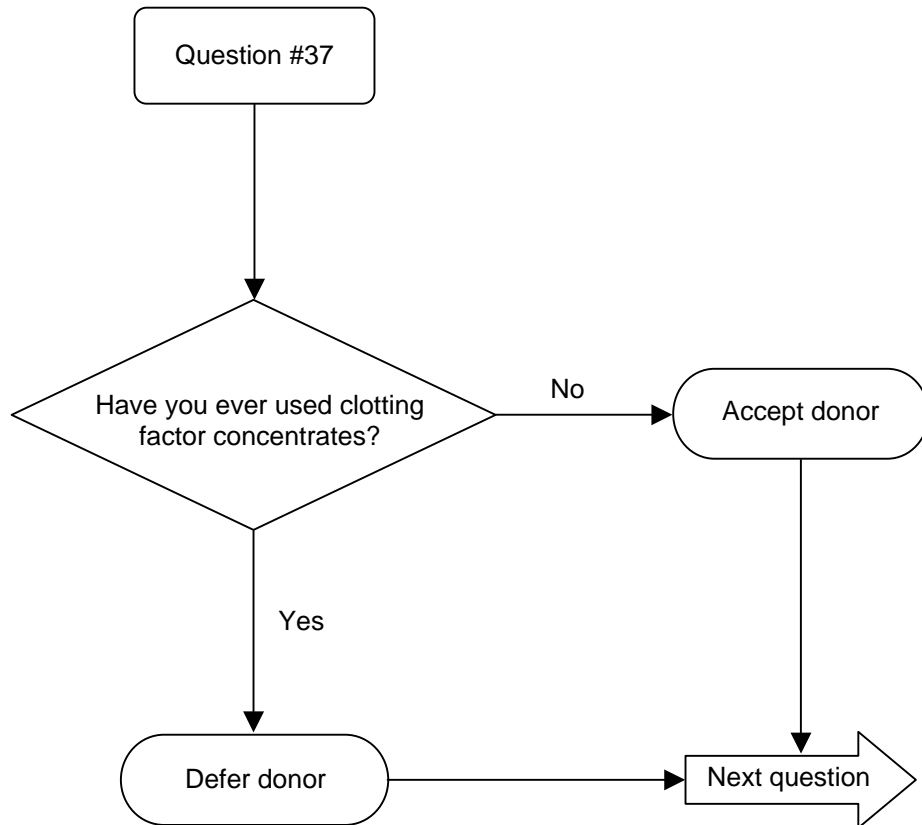 Question #37
Have you ever used clotting
factor concentrates?
No
Accept donor
Yes
Defer donor
Next question